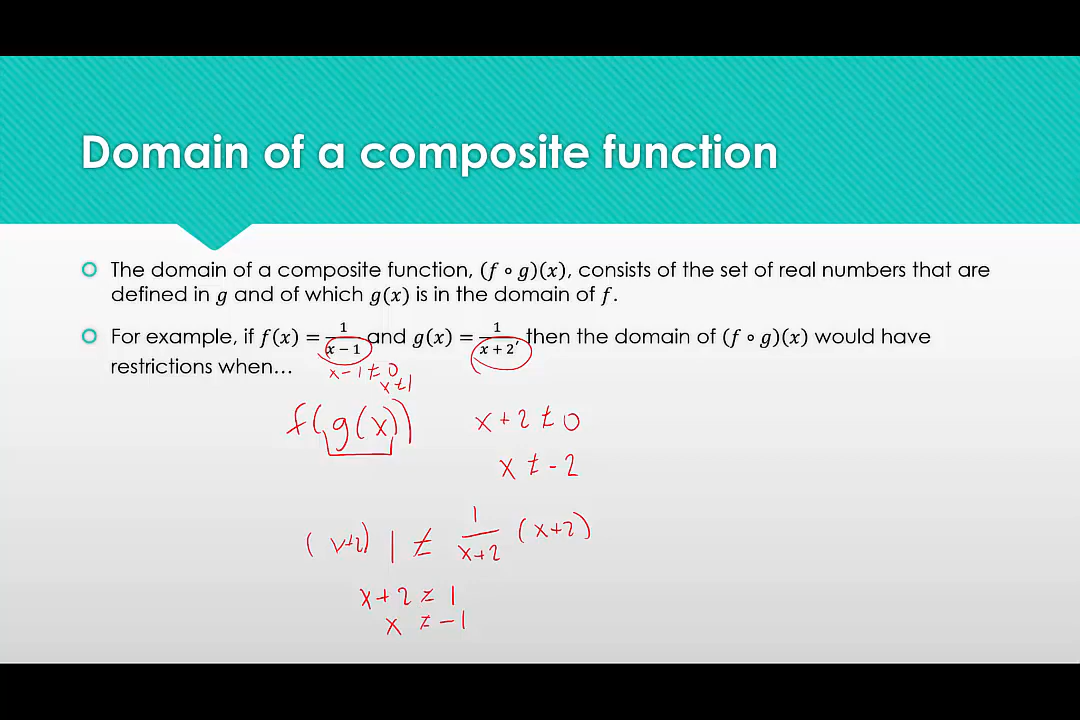 Domain of a composite function
The domain of a composite function, (f ∘ g)(x), consists of the set of real numbers that are
defined in g and of which g(x) is in the domain of f.
For example, if f(x) = 1/(x − 1) and g(x) = 1/(x + 2), then the domain of (f ∘ g)(x) would have
restrictions when…
x − 1 ≠ 0
x ≠ 1
f(g(x))
x + 2 ≠ 0
x ≠ -2
(x+2) 1 ≠ 1/(x+2) (x+2)
x + 2 ≠ 1
x ≠ -1